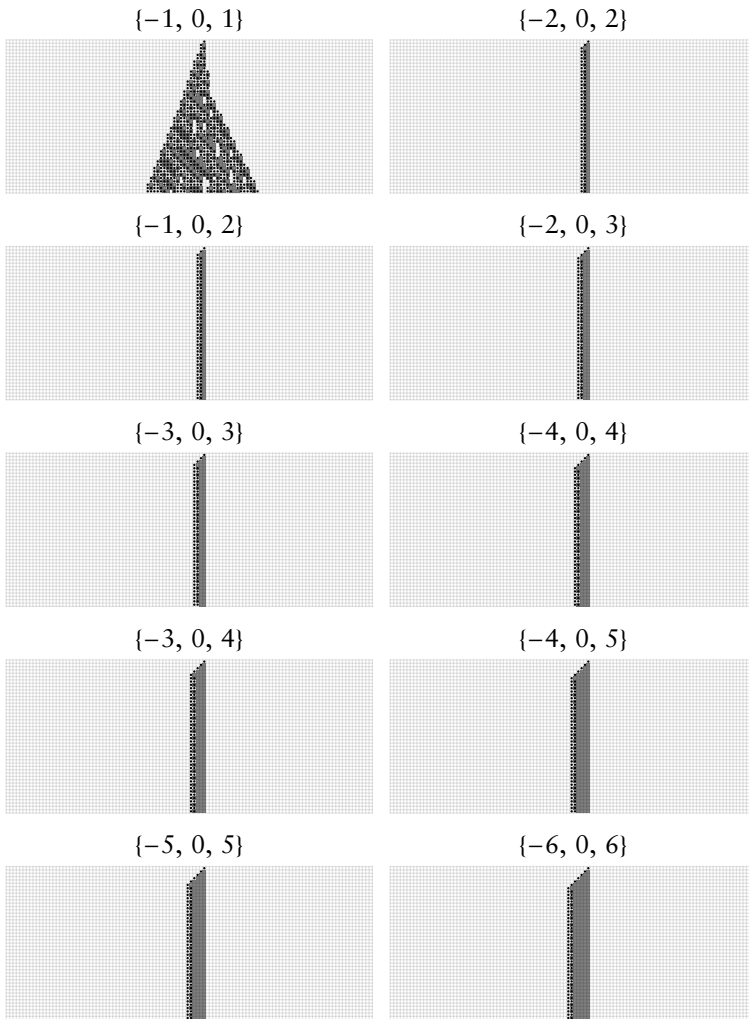 {−1, 0, 1}
{−2, 0, 2}
{−1, 0, 2}
{−2, 0, 3}
{−3, 0, 3}
{−4, 0, 4}
{−3, 0, 4}
{−4, 0, 5}
{−5, 0, 5}
{−6, 0, 6}